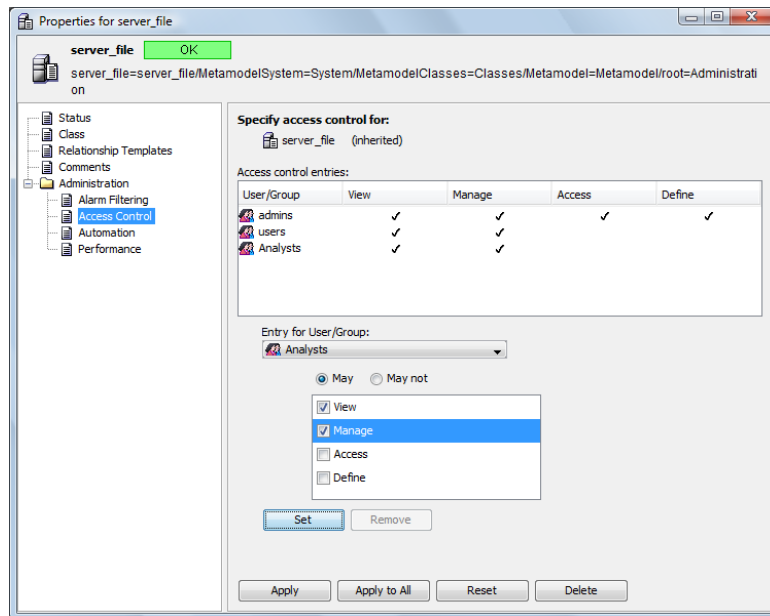 Properties for server_file
server_file OK
server_file=server_file/MetamodelSystem=System/MetamodelClasses=Classes/Metamodel=Metamodel/root=Administrati
on
Status
Class
Relationship Templates
Comments
Administration
Alarm Filtering
Access Control
Automation
Performance
Specify access control for:
server_file (inherited)
Access control entries:
User/Group View Manage Access Define
admins ✓ ✓ ✓ ✓
users ✓ ✓
Analysts ✓ ✓
Entry for User/Group:
Analysts
May May not
View
Manage
Access
Define
Set Remove
Apply Apply to All Reset Delete